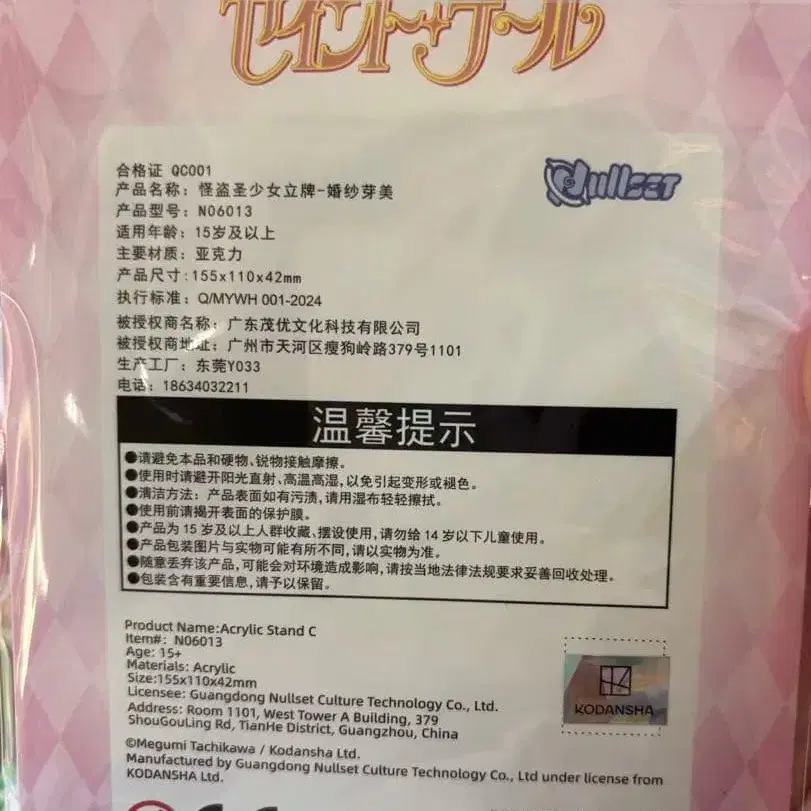 セイント・テール
合格证 QC001
Nullset
产品名称：怪盗圣少女立牌-婚纱芽美
产品型号：N06013
适用年龄：15岁及以上
主要材质：亚克力
产品尺寸:155x110x42mm
执行标准：Q/MYWH 001-2024
被授权商名称：广东茂优文化科技有限公司
被授权商地址：广州市天河区瘦狗岭路379号1101
生产工厂：东莞Y033
电话：18634032211
温馨提示
●请避免本品和硬物、锐物接触摩擦。
●使用时请避开阳光直射、高温高湿，以免引起变形或褪色。
●清洁方法：产品表面如有污渍，请用湿布轻轻擦拭。
●使用前请揭开表面的保护膜。
●产品为15岁及以上人群收藏、摆设使用，请勿给14岁以下儿童使用。
●产品包装图片与实物可能有所不同，请以实物为准。
●随意丢弃该产品，可能会对环境造成影响，请按当地法律法规要求妥善回收处理。
●包装含有重要信息，请予以保留。
Product Name:Acrylic Stand C
Item#: N06013
Age: 15+
Materials: Acrylic
Size:155x110x42mm
Licensee: Guangdong Nullset Culture Technology Co., Ltd.
Address: Room 1101, West Tower A Building, 379
ShouGouLing Rd, TianHe District, Guangzhou, China
KODANSHA
©Megumi Tachikawa / Kodansha Ltd.
Manufactured by Guangdong Nullset Culture Technology Co., Ltd under license from
KODANSHA Ltd.